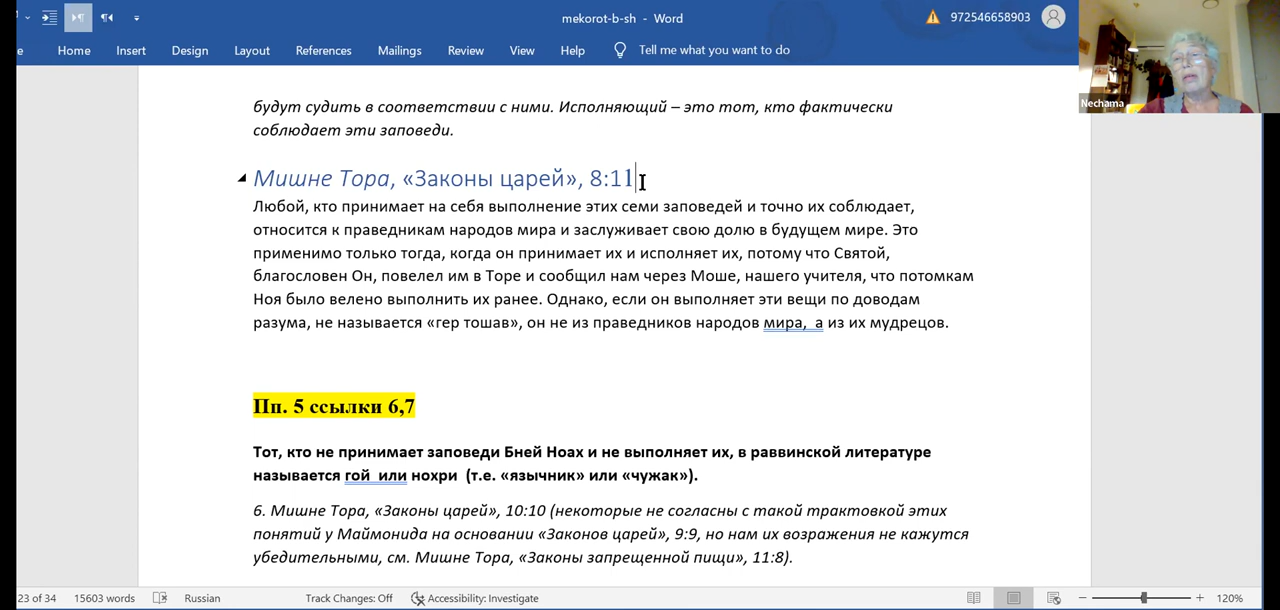 mekorot-b-sh - Word
972546658903
e Home Insert Design Layout References Mailings Review View Help Tell me what you want to do
Nechama
будут судить в соответствии с ними. Исполняющий – это тот, кто фактически
соблюдает эти заповеди.
Мишне Тора, «Законы царей», 8:11
Любой, кто принимает на себя выполнение этих семи заповедей и точно их соблюдает,
относится к праведникам народов мира и заслуживает свою долю в будущем мире. Это
применимо только тогда, когда он принимает их и исполняет их, потому что Святой,
благословен Он, повелел им в Торе и сообщил нам через Моше, нашего учителя, что потомкам
Ноя было велено выполнить их ранее. Однако, если он выполняет эти вещи по доводам
разума, не называется «гер тошав», он не из праведников народов мира, а из их мудрецов.
Пп. 5 ссылки 6,7
Тот, кто не принимает заповеди Бней Ноах и не выполняет их, в раввинской литературе
называется гой или нохри (т.е. «язычник» или «чужак»).
6. Мишне Тора, «Законы царей», 10:10 (некоторые не согласны с такой трактовкой этих
понятий у Маймонида на основании «Законов царей», 9:9, но нам их возражения не кажутся
убедительными, см. Мишне Тора, «Законы запрещенной пищи», 11:8).
23 of 34 15603 words Russian Track Changes: Off Accessibility: Investigate 120%